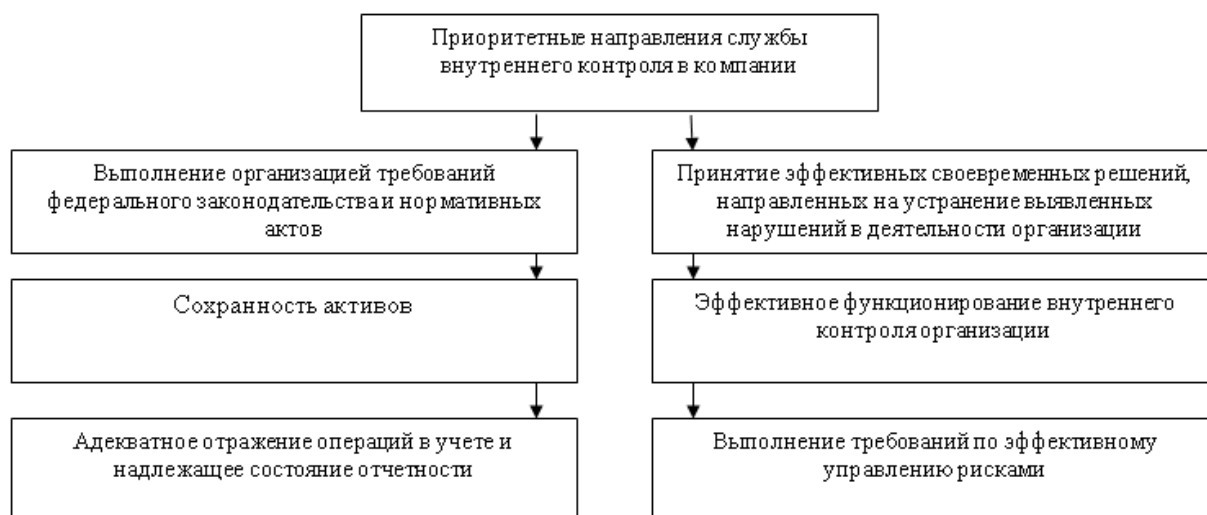 Приоритетные направления службы
внутреннего контроля в компании
Выполнение организацией требований
федерального законодательства и нормативных
актов
Принятие эффективных своевременных решений,
направленных на устранение выявленных
нарушений в деятельности организации
Сохранность активов
Эффективное функционирование внутреннего
контроля организации
Адекватное отражение операций в учете и
надлежащее состояние отчетности
Выполнение требований по эффективному
управлению рисками